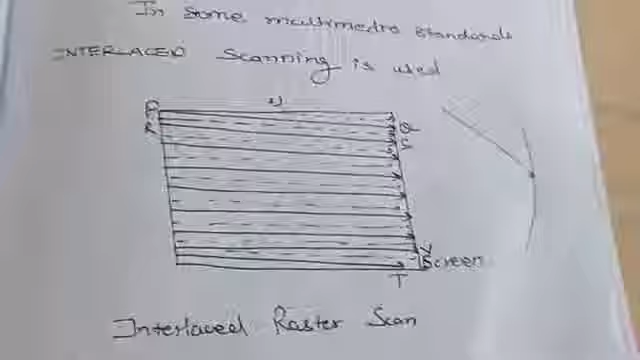 In some multimedia standards
INTERLACED Scanning is used
U
P
R
Q
S
V
Screen
T
Interlaced Raster Scan